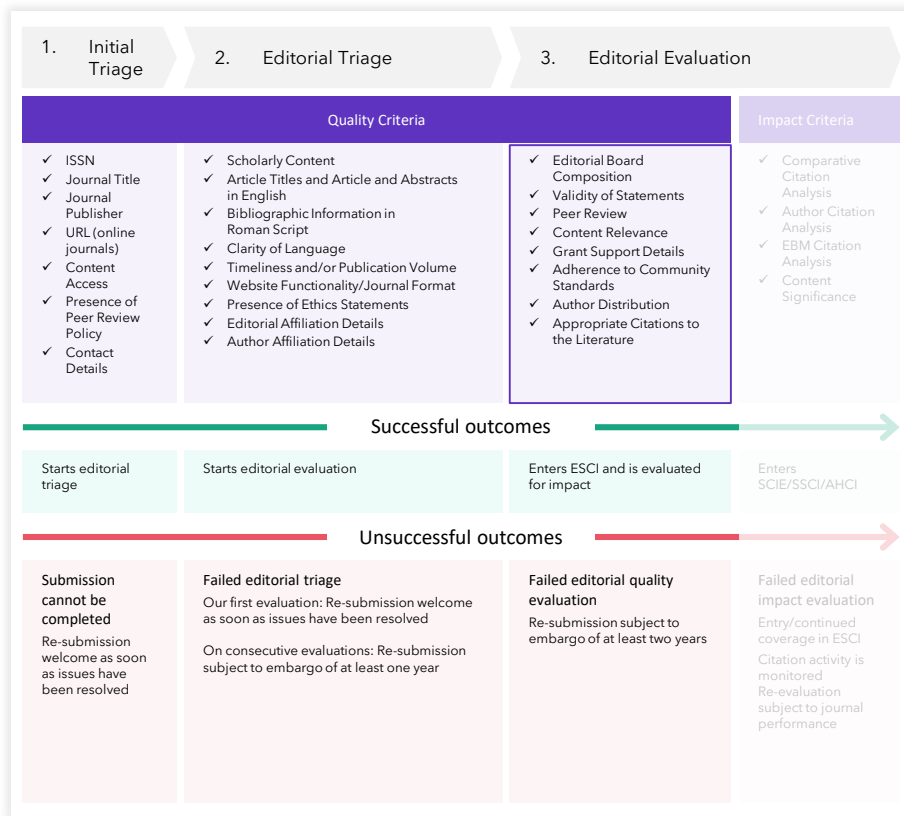 1. Initial
Triage
2. Editorial Triage
3. Editorial Evaluation
Quality Criteria
Impact Criteria
✓ ISSN
✓ Journal Title
✓ Journal
Publisher
✓ URL (online
journals)
✓ Content
Access
✓ Presence of
Peer Review
Policy
✓ Contact
Details
✓ Scholarly Content
✓ Article Titles and Article and Abstracts
in English
✓ Bibliographic Information in
Roman Script
✓ Clarity of Language
✓ Timeliness and/or Publication Volume
✓ Website Functionality/Journal Format
✓ Presence of Ethics Statements
✓ Editorial Affiliation Details
✓ Author Affiliation Details
✓ Editorial Board
Composition
✓ Validity of Statements
✓ Peer Review
✓ Content Relevance
✓ Grant Support Details
✓ Adherence to Community
Standards
✓ Author Distribution
✓ Appropriate Citations to
the Literature
✓ Comparative
Citation
Analysis
✓ Author Citation
Analysis
✓ EBM Citation
Analysis
✓ Content
Significance
Successful outcomes
Starts editorial
triage
Starts editorial evaluation
Enters ESCI and is evaluated
for impact
Enters
SCIE/SSCI/AHCI
Unsuccessful outcomes
Submission
cannot be
completed
Re-submission
welcome as soon
as issues have
been resolved
Failed editorial triage
Our first evaluation: Re-submission welcome
as soon as issues have been resolved
On consecutive evaluations: Re-submission
subject to embargo of at least one year
Failed editorial quality
evaluation
Re-submission subject to
embargo of at least two years
Failed editorial
impact evaluation
Entry/continued
coverage in ESCI
Citation activity is
monitored
Re-evaluation
subject to journal
performance